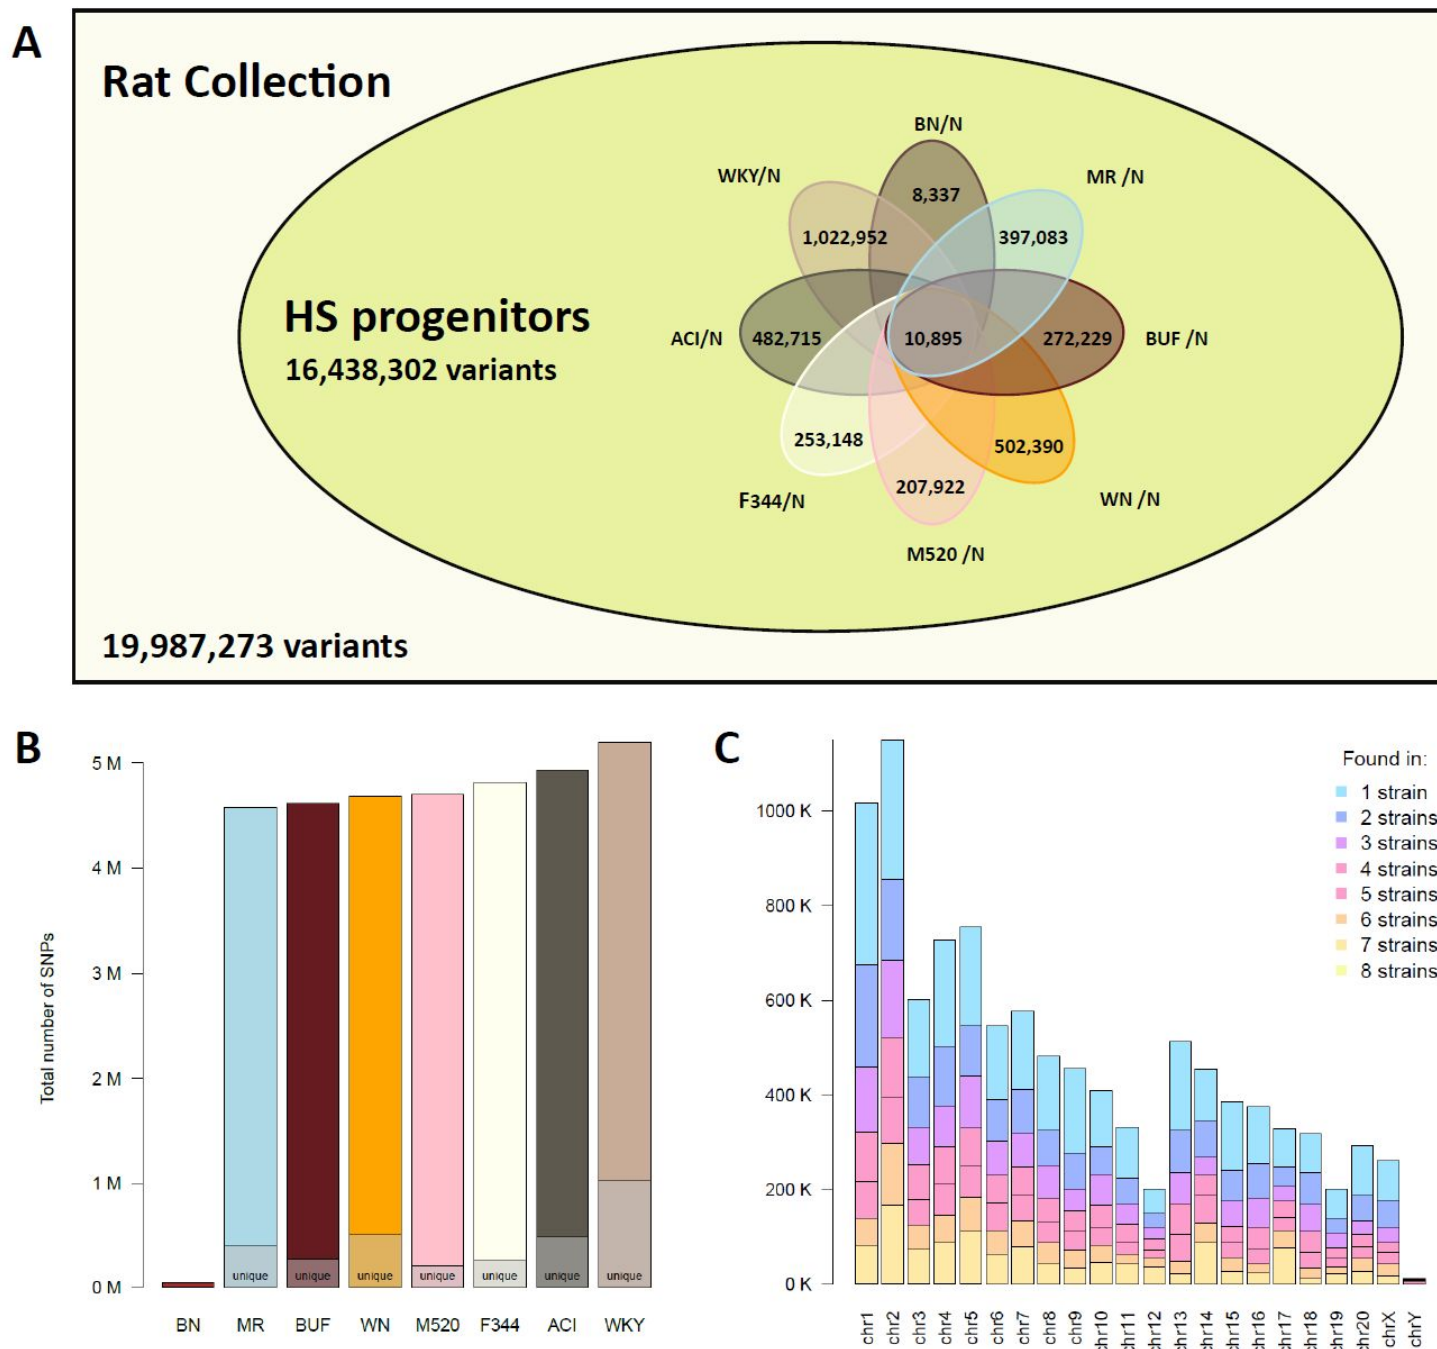 A
Rat Collection
BN/N
WKY/N
MR /N
8,337
1,022,952
397,083
HS progenitors
16,438,302 variants
ACI/N
482,715
10,895
272,229
BUF /N
253,148
502,390
207,922
F344/N
WN /N
M520 /N
19,987,273 variants
B
Total number of SNPs
5 M
4 M
3 M
2 M
1 M
0 M
unique
unique
unique
unique
unique
unique
unique
BN
MR
BUF
WN
M520
F344
ACI
WKY
C
Found in:
1 strain
2 strains
3 strains
4 strains
5 strains
6 strains
7 strains
8 strains
1000 K
800 K
600 K
400 K
200 K
0 K
chr1
chr2
chr3
chr4
chr5
chr6
chr7
chr8
chr9
chr10
chr11
chr12
chr13
chr14
chr15
chr16
chr17
chr18
chr19
chr20
chrX
chrY